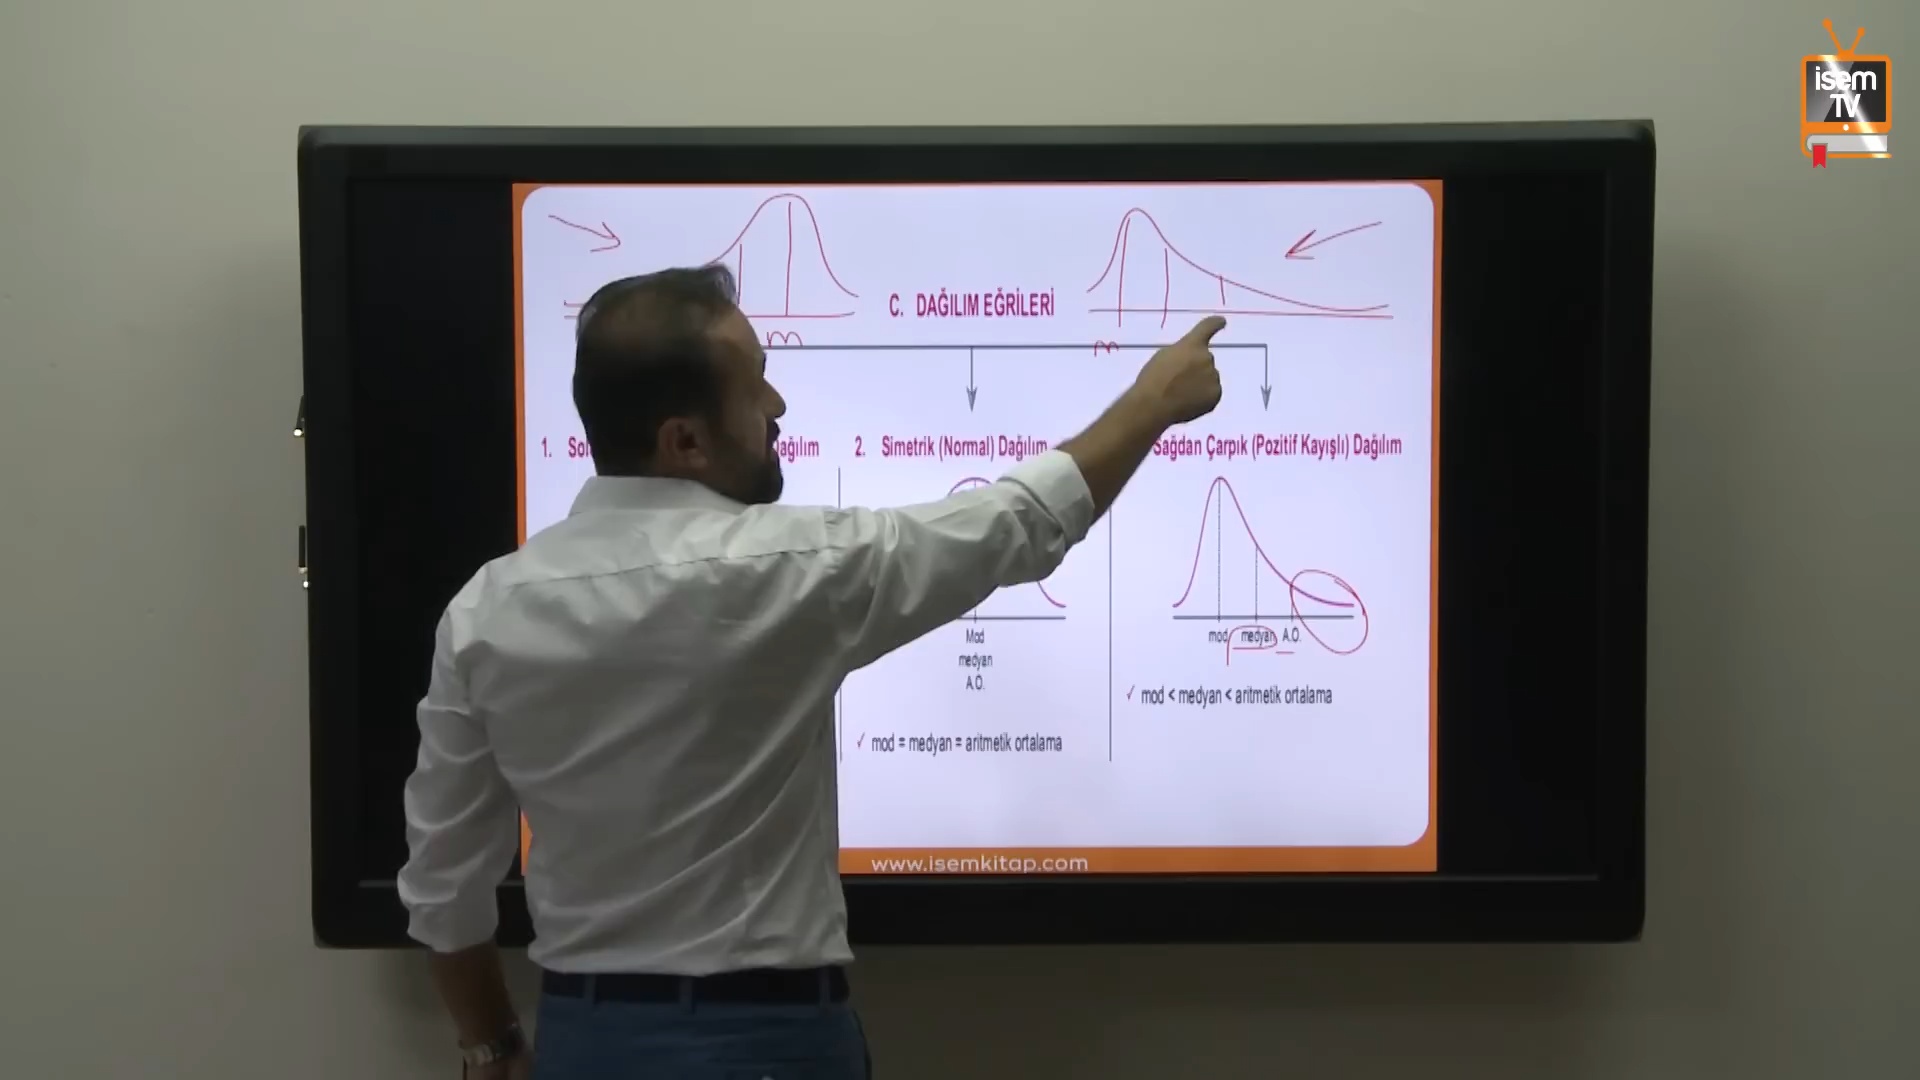 isem
TV
m
m
C. DAĞILIM EĞRİLERİ
1. Dağılım
2. Simetrik (Normal) Dağılım
Sağdan Çarpık (Pozitif Kayışlı) Dağılım
Mod
medyan
A.O.
mod medyan A.O.
✓ mod < medyan < aritmetik ortalama
✓ mod = medyan = aritmetik ortalama
www.isemkitap.com